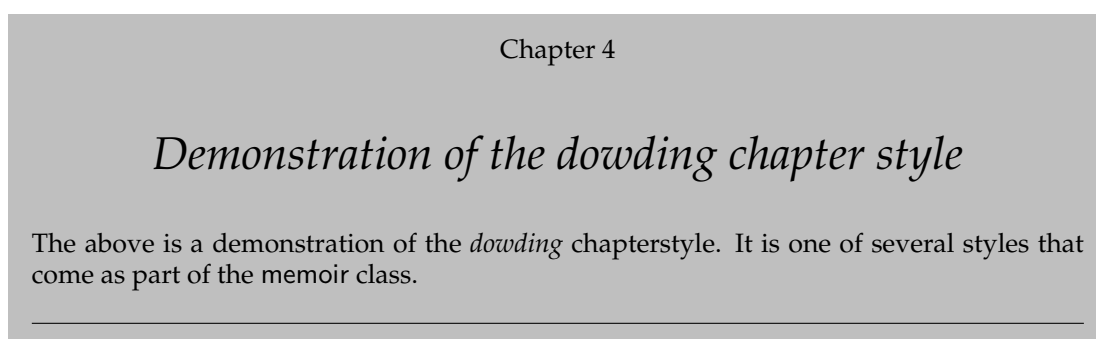 Chapter 4
Demonstration of the dowding chapter style
The above is a demonstration of the dowding chapterstyle. It is one of several styles that
come as part of the memoir class.